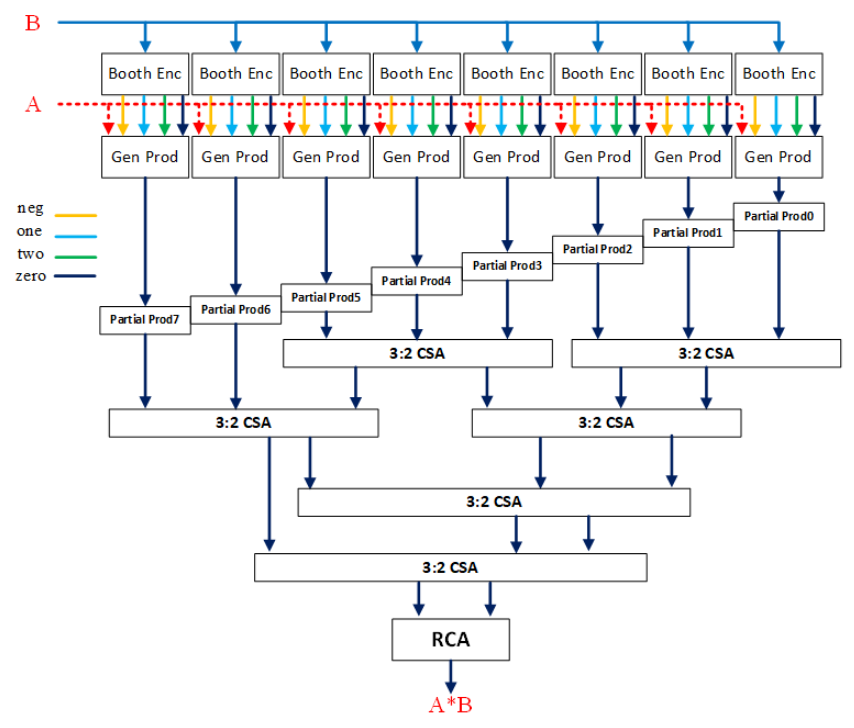 B
Booth Enc Booth Enc Booth Enc Booth Enc Booth Enc Booth Enc Booth Enc Booth Enc
A
Gen Prod Gen Prod Gen Prod Gen Prod Gen Prod Gen Prod Gen Prod Gen Prod
neg
one
two
zero
Partial Prod0
Partial Prod1
Partial Prod2
Partial Prod3
Partial Prod4
Partial Prod5
Partial Prod6
Partial Prod7
3:2 CSA 3:2 CSA
3:2 CSA 3:2 CSA
3:2 CSA
3:2 CSA
RCA
A*B